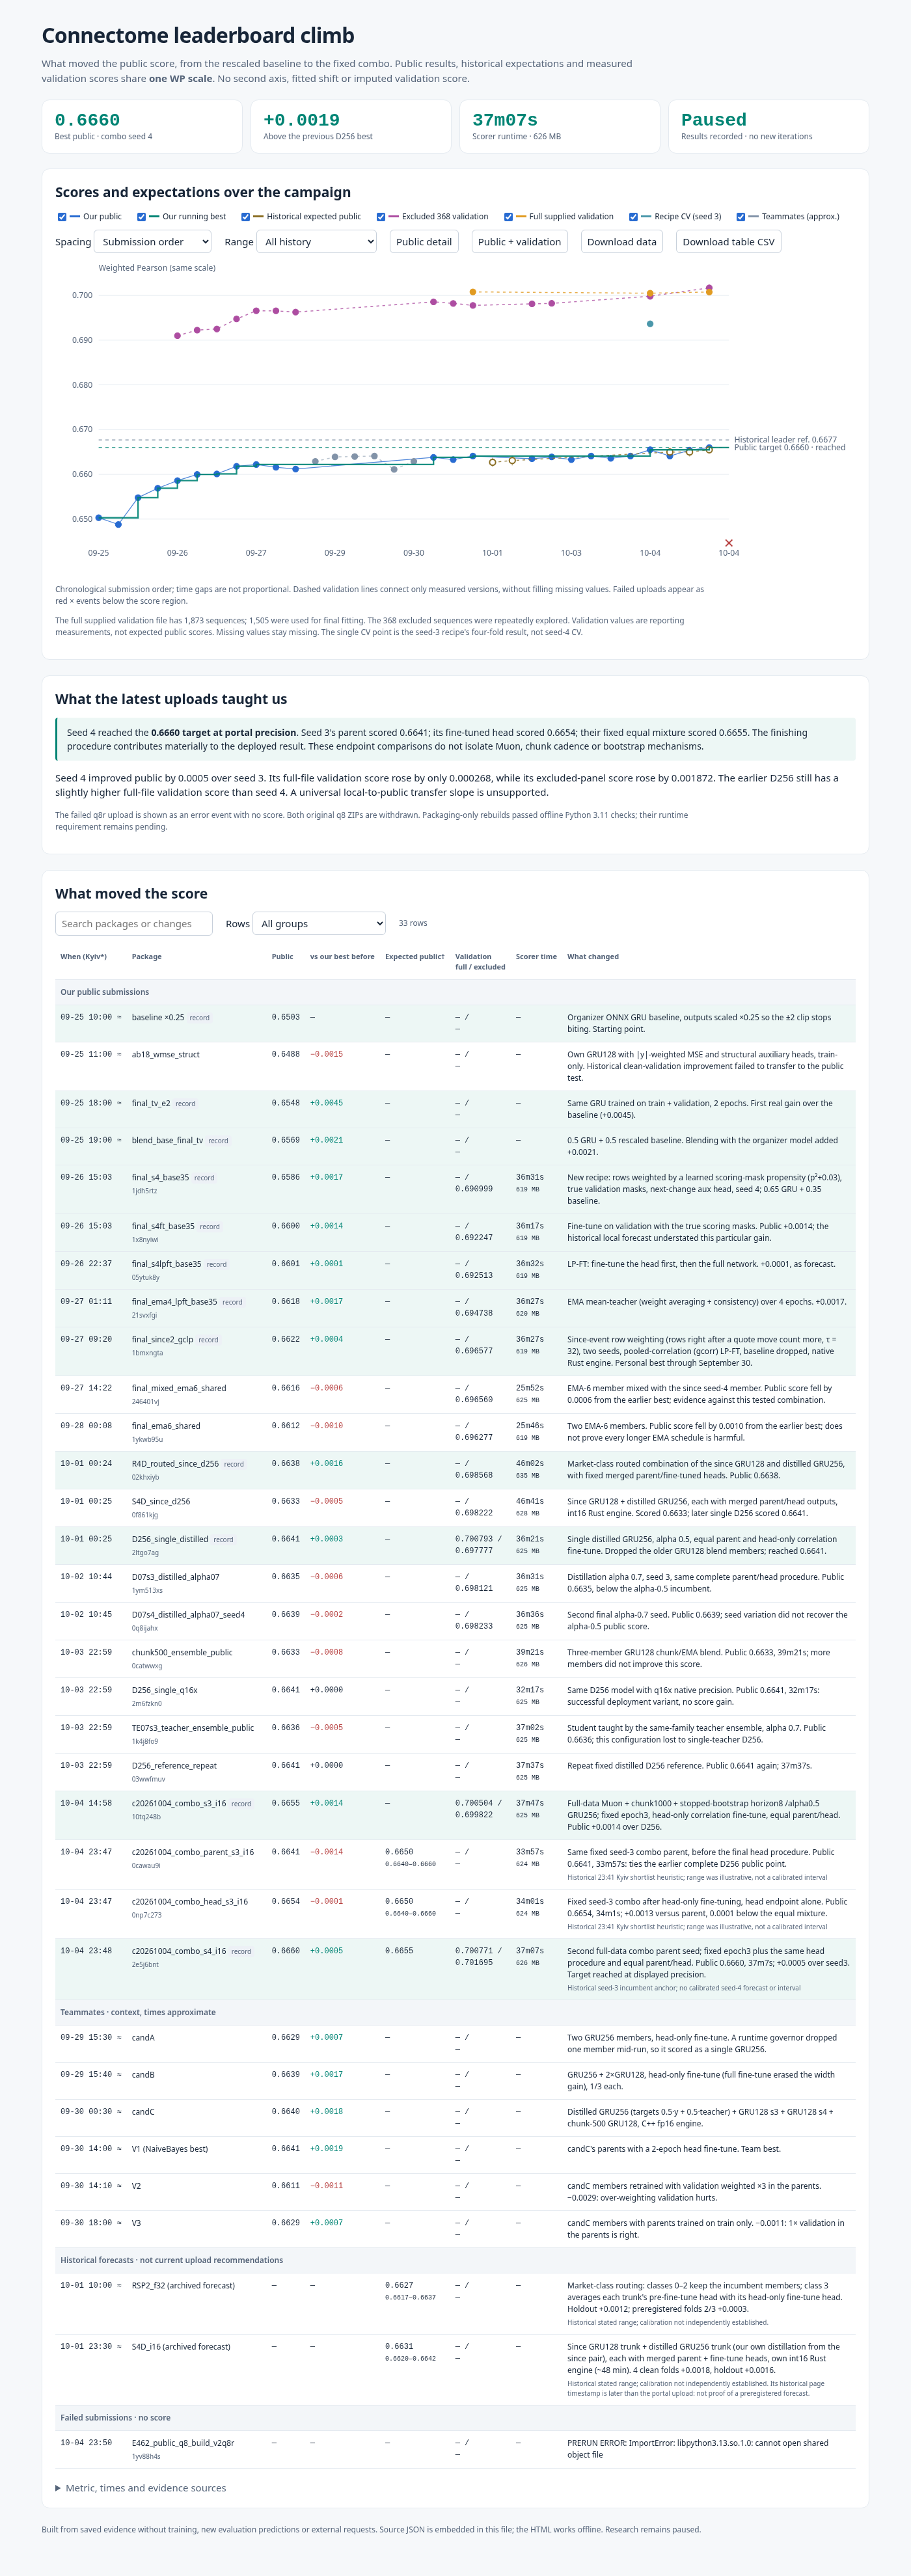 Connectome leaderboard climb
What moved the public score, from the rescaled baseline to the fixed combo. Public results, historical expectations and measured
validation scores share one WP scale. No second axis, fitted shift or imputed validation score.
0.6660
Best public · combo seed 4
+0.0019
Above the previous D256 best
37m07s
Scorer runtime · 626 MB
Paused
Results recorded · no new iterations
Scores and expectations over the campaign
Our public
Our running best
Historical expected public
Excluded 368 validation
Full supplied validation
Recipe CV (seed 3)
Teammates (approx.)
Spacing Submission order Range All history Public detail Public + validation Download data Download table CSV
Weighted Pearson (same scale)
0.700
0.690
0.680
0.670
0.660
0.650
Historical leader ref. 0.6677
Public target 0.6660 · reached
09-25 09-26 09-27 09-29 09-30 10-01 10-03 10-04 10-04
Chronological submission order; time gaps are not proportional. Dashed validation lines connect only measured versions, without filling missing values. Failed uploads appear as
red × events below the score region.
The full supplied validation file has 1,873 sequences; 1,505 were used for final fitting. The 368 excluded sequences were repeatedly explored. Validation values are reporting
measurements, not expected public scores. Missing values stay missing. The single CV point is the seed-3 recipe's four-fold result, not seed-4 CV.
What the latest uploads taught us
Seed 4 reached the 0.6660 target at portal precision. Seed 3's parent scored 0.6641; its fine-tuned head scored 0.6654; their fixed equal mixture scored 0.6655. The finishing
procedure contributes materially to the deployed result. These endpoint comparisons do not isolate Muon, chunk cadence or bootstrap mechanisms.
Seed 4 improved public by 0.0005 over seed 3. Its full-file validation score rose by only 0.000268, while its excluded-panel score rose by 0.001872. The earlier D256 still has a
slightly higher full-file validation score than seed 4. A universal local-to-public transfer slope is unsupported.
The failed q8r upload is shown as an error event with no score. Both original q8 ZIPs are withdrawn. Packaging-only rebuilds passed offline Python 3.11 checks; their runtime
requirement remains pending.
What moved the score
Search packages or changes Rows All groups 33 rows
When (Kyiv*) Package Public vs our best before Expected public† Validation Scorer time What changed
full / excluded
Our public submissions
09-25 10:00 ≈ baseline ×0.25 record 0.6503 — — — / — Organizer ONNX GRU baseline, outputs scaled ×0.25 so the ±2 clip stops
— biting. Starting point.
09-25 11:00 ≈ ab18_wmse_struct 0.6488 −0.0015 — — / — Own GRU128 with |y|-weighted MSE and structural auxiliary heads, train-
— only. Historical clean-validation improvement failed to transfer to the public
test.
09-25 18:00 ≈ final_tv_e2 record 0.6548 +0.0045 — — / — Same GRU trained on train + validation, 2 epochs. First real gain over the
— baseline (+0.0045).
09-25 19:00 ≈ blend_base_final_tv record 0.6569 +0.0021 — — / — 0.5 GRU + 0.5 rescaled baseline. Blending with the organizer model added
— +0.0021.
09-26 15:03 final_s4_base35 record 0.6586 +0.0017 — — / 36m31s New recipe: rows weighted by a learned scoring-mask propensity (p²+0.03),
1jdh5rtz 0.690999 619 MB true validation masks, next-change aux head, seed 4; 0.65 GRU + 0.35
baseline.
09-26 15:03 final_s4ft_base35 record 0.6600 +0.0014 — — / 36m17s Fine-tune on validation with the true scoring masks. Public +0.0014; the
1x8nyiwi 0.692247 619 MB historical local forecast understated this particular gain.
09-26 22:37 final_s4lpft_base35 record 0.6601 +0.0001 — — / 36m32s LP-FT: fine-tune the head first, then the full network. +0.0001, as forecast.
05ytuk8y 0.692513 619 MB
09-27 01:11 final_ema4_lpft_base35 record 0.6618 +0.0017 — — / 36m27s EMA mean-teacher (weight averaging + consistency) over 4 epochs. +0.0017.
21svxfgi 0.694738 620 MB
09-27 09:20 final_since2_gclp record 0.6622 +0.0004 — — / 36m27s Since-event row weighting (rows right after a quote move count more, τ =
1bmxngta 0.696577 619 MB 32), two seeds, pooled-correlation (gcorr) LP-FT, baseline dropped, native
Rust engine. Personal best through September 30.
09-27 14:22 final_mixed_ema6_shared 0.6616 −0.0006 — — / 25m52s EMA-6 member mixed with the since seed-4 member. Public score fell by
246401vj 0.696560 625 MB 0.0006 from the earlier best; evidence against this tested combination.
09-28 00:08 final_ema6_shared 0.6612 −0.0010 — — / 25m46s Two EMA-6 members. Public score fell by 0.0010 from the earlier best; does
1ykwb95u 0.696277 619 MB not prove every longer EMA schedule is harmful.
10-01 00:24 R4D_routed_since_d256 record 0.6638 +0.0016 — — / 46m02s Market-class routed combination of the since GRU128 and distilled GRU256,
02khxiyb 0.698568 635 MB with fixed merged parent/fine-tuned heads. Public 0.6638.
10-01 00:25 S4D_since_d256 0.6633 −0.0005 — — / 46m41s Since GRU128 + distilled GRU256, each with merged parent/head outputs,
0f861kjg 0.698222 628 MB int16 Rust engine. Scored 0.6633; later single D256 scored 0.6641.
10-01 00:25 D256_single_distilled record 0.6641 +0.0003 — 0.700793 / 36m21s Single distilled GRU256, alpha 0.5, equal parent and head-only correlation
2ltgo7ag 0.697777 625 MB fine-tune. Dropped the older GRU128 blend members; reached 0.6641.
10-02 10:44 D07s3_distilled_alpha07 0.6635 −0.0006 — — / 36m31s Distillation alpha 0.7, seed 3, same complete parent/head procedure. Public
1ym513xs 0.698121 625 MB 0.6635, below the alpha-0.5 incumbent.
10-02 10:45 D07s4_distilled_alpha07_seed4 0.6639 −0.0002 — — / 36m36s Second final alpha-0.7 seed. Public 0.6639; seed variation did not recover the
0q8ijahx 0.698233 625 MB alpha-0.5 public score.
10-03 22:59 chunk500_ensemble_public 0.6633 −0.0008 — — / 39m21s Three-member GRU128 chunk/EMA blend. Public 0.6633, 39m21s; more
0catwwxg — 626 MB members did not improve this score.
10-03 22:59 D256_single_q16x 0.6641 +0.0000 — — / 32m17s Same D256 model with q16x native precision. Public 0.6641, 32m17s:
2m6fzkn0 — 625 MB successful deployment variant, no score gain.
10-03 22:59 TE07s3_teacher_ensemble_public 0.6636 −0.0005 — — / 37m02s Student taught by the same-family teacher ensemble, alpha 0.7. Public
1k4j8fo9 — 625 MB 0.6636; this configuration lost to single-teacher D256.
10-03 22:59 D256_reference_repeat 0.6641 +0.0000 — — / 37m37s Repeat fixed distilled D256 reference. Public 0.6641 again; 37m37s.
03wwfmuv — 625 MB
10-04 14:58 c20261004_combo_s3_i16 record 0.6655 +0.0014 — 0.700504 / 37m47s Full-data Muon + chunk1000 + stopped-bootstrap horizon8 /alpha0.5
10tq248b 0.699822 625 MB GRU256; fixed epoch3, head-only correlation fine-tune, equal parent/head.
Public +0.0014 over D256.
10-04 23:47 c20261004_combo_parent_s3_i16 0.6641 −0.0014 0.6650 — / 33m57s Same fixed seed-3 combo parent, before the final head procedure. Public
0cawau9i 0.6640–0.6660 — 624 MB 0.6641, 33m57s: ties the earlier complete D256 public point.
Historical 23:41 Kyiv shortlist heuristic; range was illustrative, not a calibrated interval
10-04 23:47 c20261004_combo_head_s3_i16 0.6654 −0.0001 0.6650 — / 34m01s Fixed seed-3 combo after head-only fine-tuning, head endpoint alone. Public
0np7c273 0.6640–0.6660 — 624 MB 0.6654, 34m1s; +0.0013 versus parent, 0.0001 below the equal mixture.
Historical 23:41 Kyiv shortlist heuristic; range was illustrative, not a calibrated interval
10-04 23:48 c20261004_combo_s4_i16 record 0.6660 +0.0005 0.6655 0.700771 / 37m07s Second full-data combo parent seed; fixed epoch3 plus the same head
2e5j6bnt 0.701695 626 MB procedure and equal parent/head. Public 0.6660, 37m7s; +0.0005 over seed3.
Target reached at displayed precision.
Historical seed-3 incumbent anchor; no calibrated seed-4 forecast or interval
Teammates · context, times approximate
09-29 15:30 ≈ candA 0.6629 +0.0007 — — / — Two GRU256 members, head-only fine-tune. A runtime governor dropped
— one member mid-run, so it scored as a single GRU256.
09-29 15:40 ≈ candB 0.6639 +0.0017 — — / — GRU256 + 2×GRU128, head-only fine-tune (full fine-tune erased the width
— gain), 1/3 each.
09-30 00:30 ≈ candC 0.6640 +0.0018 — — / — Distilled GRU256 (targets 0.5·y + 0.5·teacher) + GRU128 s3 + GRU128 s4 +
— chunk-500 GRU128, C++ fp16 engine.
09-30 14:00 ≈ V1 (NaiveBayes best) 0.6641 +0.0019 — — / — candC's parents with a 2-epoch head fine-tune. Team best.
—
09-30 14:10 ≈ V2 0.6611 −0.0011 — — / — candC members retrained with validation weighted ×3 in the parents.
— −0.0029: over-weighting validation hurts.
09-30 18:00 ≈ V3 0.6629 +0.0007 — — / — candC members with parents trained on train only. −0.0011: 1× validation in
— the parents is right.
Historical forecasts · not current upload recommendations
10-01 10:00 ≈ RSP2_f32 (archived forecast) — — 0.6627 — / — Market-class routing: classes 0–2 keep the incumbent members; class 3
0.6617–0.6637 — averages each trunk's pre-fine-tune head with its head-only fine-tune head.
Holdout +0.0012; preregistered folds 2/3 +0.0003.
Historical stated range; calibration not independently established.
10-01 23:30 ≈ S4D_i16 (archived forecast) — — 0.6631 — / — Since GRU128 trunk + distilled GRU256 trunk (our own distillation from the
0.6620–0.6642 — since pair), each with merged parent + fine-tune heads, own int16 Rust
engine (~48 min). 4 clean folds +0.0018, holdout +0.0016.
Historical stated range; calibration not independently established. Its historical page
timestamp is later than the portal upload: not proof of a preregistered forecast.
Failed submissions · no score
10-04 23:50 E462_public_q8_build_v2q8r — — — — / — PRERUN ERROR: ImportError: libpython3.13.so.1.0: cannot open shared
1yv88h4s — object file
▶ Metric, times and evidence sources
Built from saved evidence without training, new evaluation predictions or external requests. Source JSON is embedded in this file; the HTML works offline. Research remains paused.